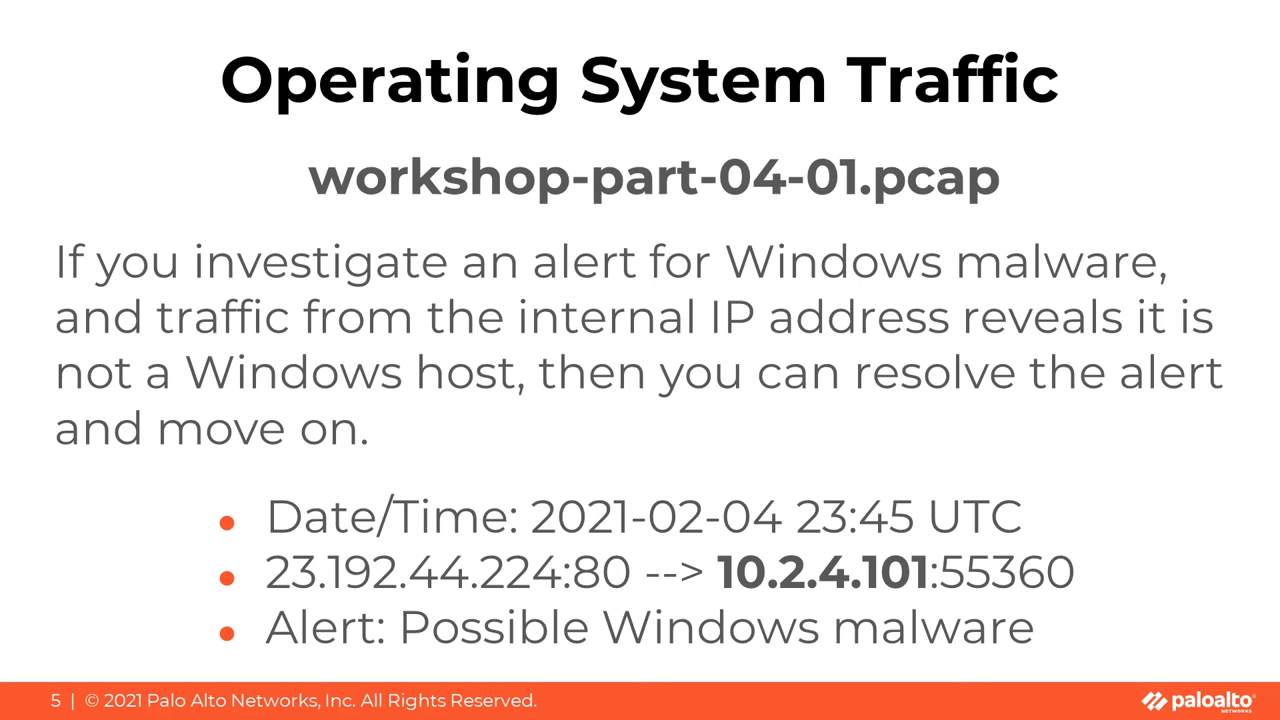 Operating System Traffic
workshop-part-04-01.pcap
If you investigate an alert for Windows malware,
and traffic from the internal IP address reveals it is
not a Windows host, then you can resolve the alert
and move on.
• Date/Time: 2021-02-04 23:45 UTC
• 23.192.44.224:80 --> 10.2.4.101:55360
• Alert: Possible Windows malware
5 | © 2021 Palo Alto Networks, Inc. All Rights Reserved.
paloalto
NETWORKS